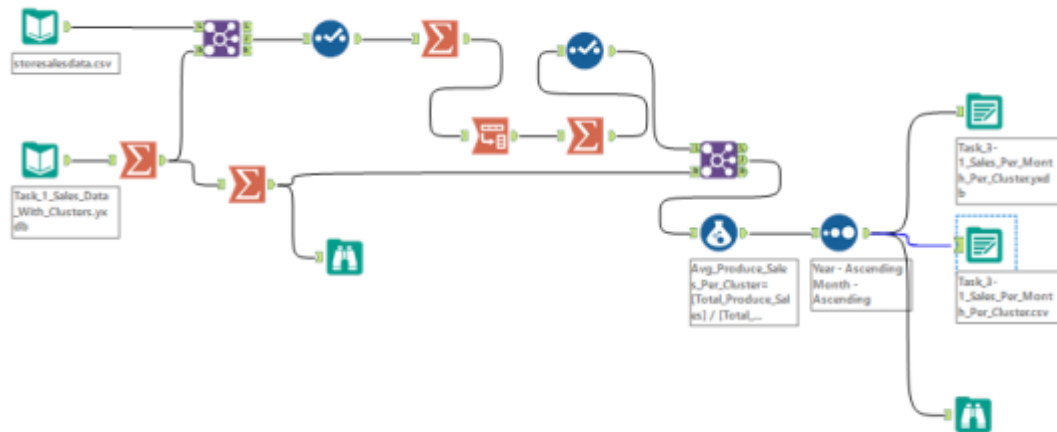 storesalesdata.csv
Task_1_Sales_Data
_With_Clusters.yx
db
Avg_Produce_Sale
s_Per_Cluster=
[Total_Produce_Sal
es] / [Total_...
Year - Ascending
Month -
Ascending
Task_3-
1_Sales_Per_Mont
h_Per_Cluster.yxd
b
Task_3-
1_Sales_Per_Mont
h_Per_Cluster.csv